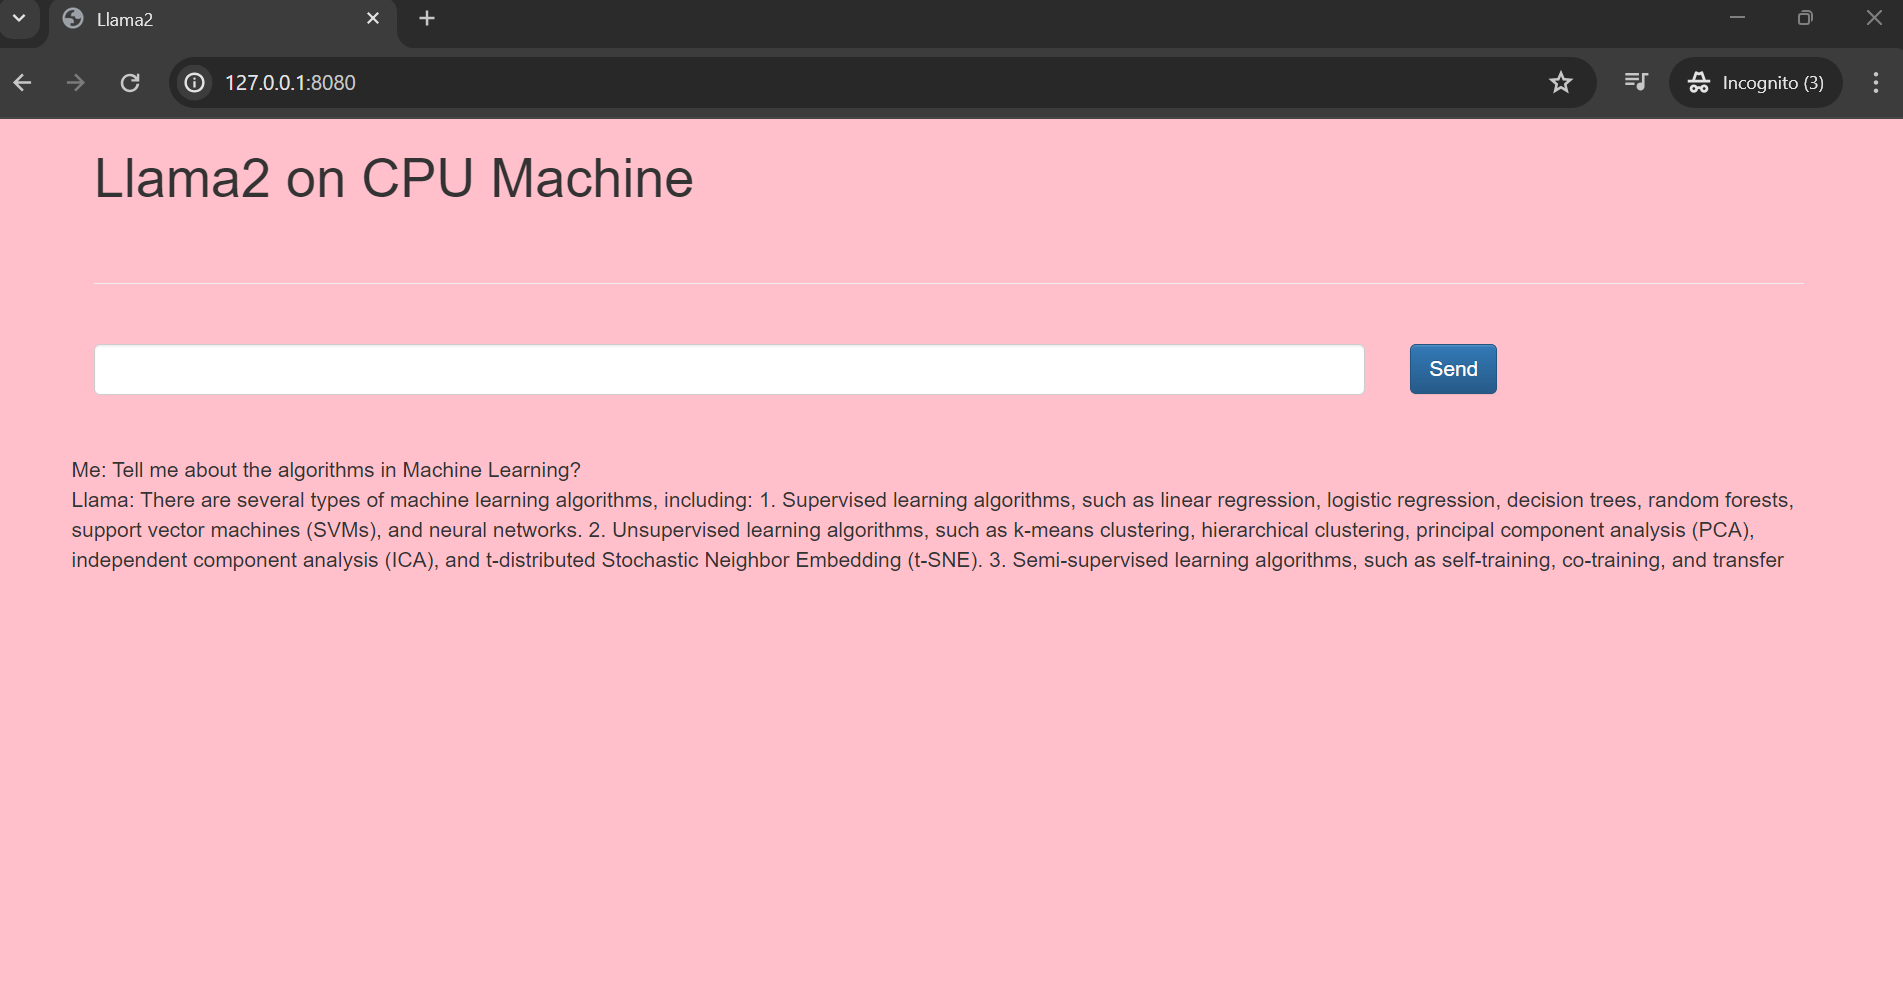 Llama2
127.0.0.1:8080
Incognito (3)
Llama2 on CPU Machine
Send
Me: Tell me about the algorithms in Machine Learning?
Llama: There are several types of machine learning algorithms, including: 1. Supervised learning algorithms, such as linear regression, logistic regression, decision trees, random forests,
support vector machines (SVMs), and neural networks. 2. Unsupervised learning algorithms, such as k-means clustering, hierarchical clustering, principal component analysis (PCA),
independent component analysis (ICA), and t-distributed Stochastic Neighbor Embedding (t-SNE). 3. Semi-supervised learning algorithms, such as self-training, co-training, and transfer